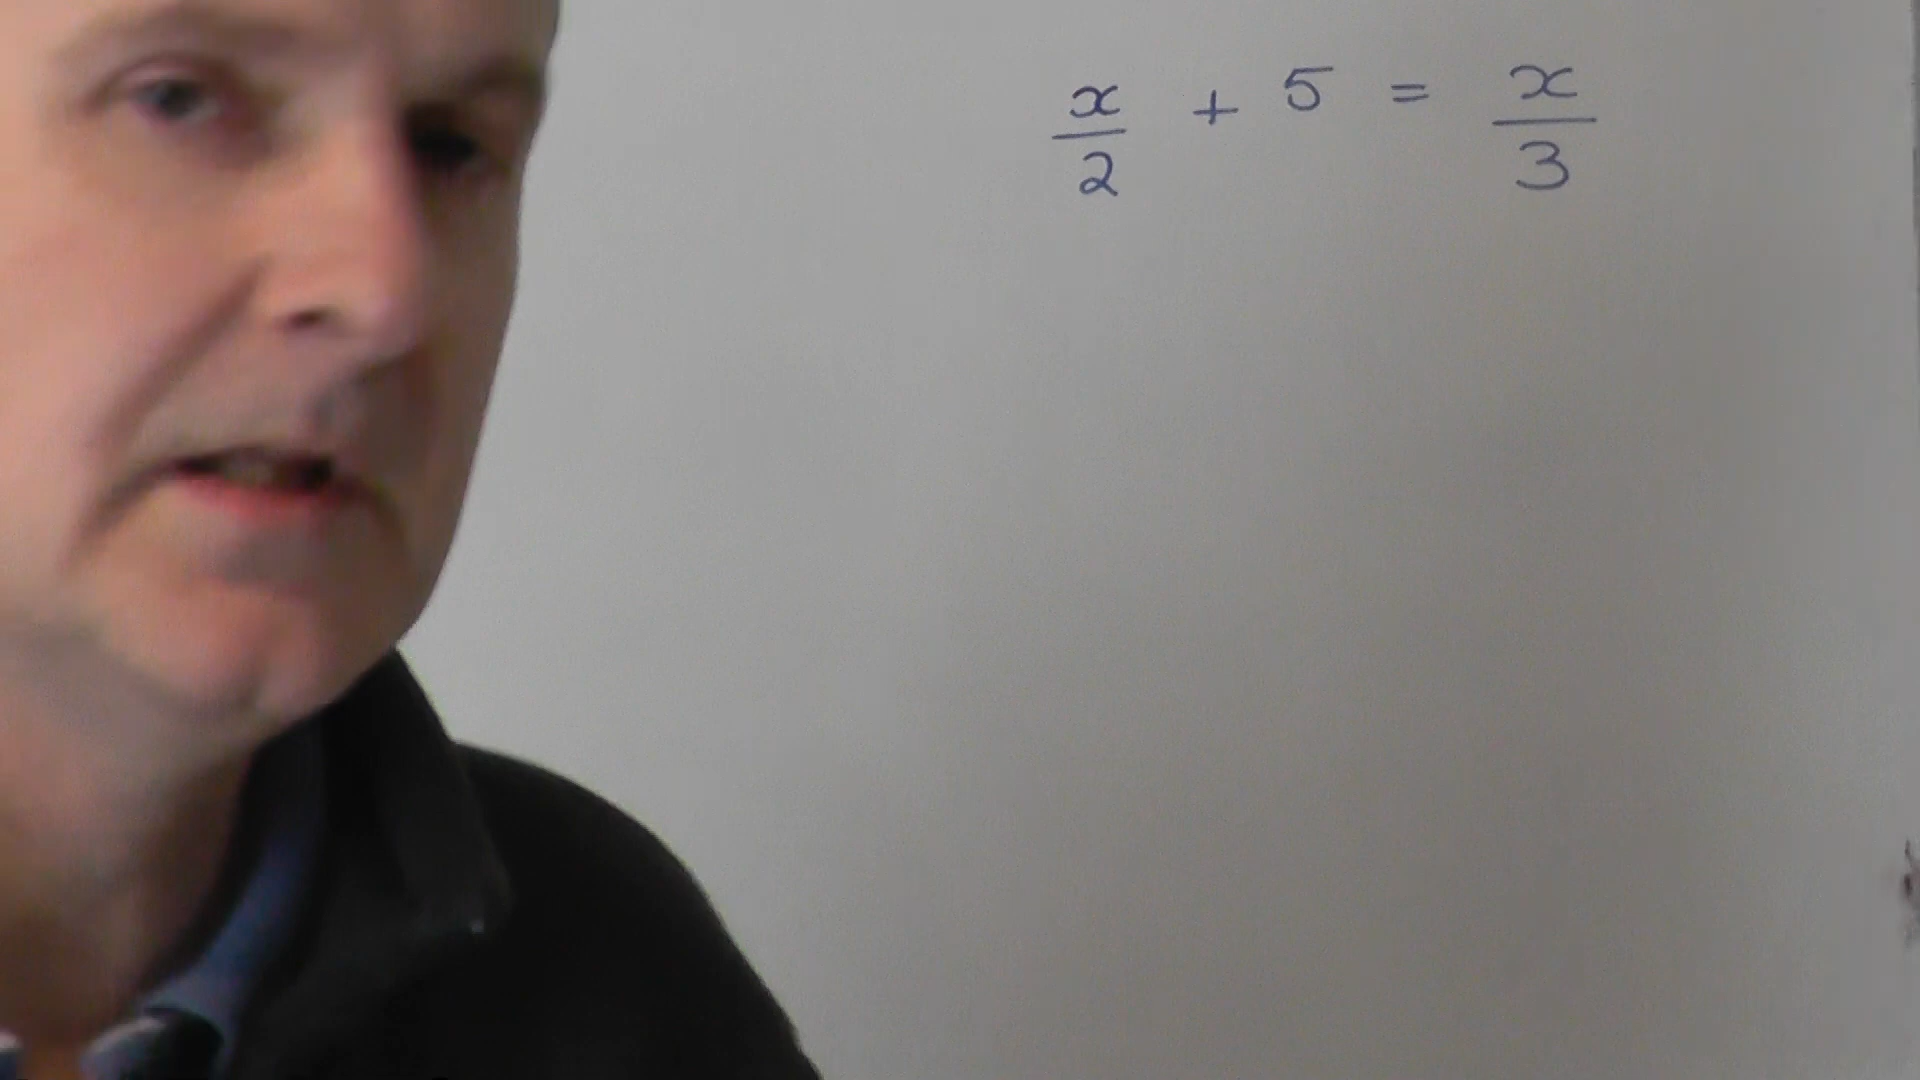 x/2 + 5 = x/3